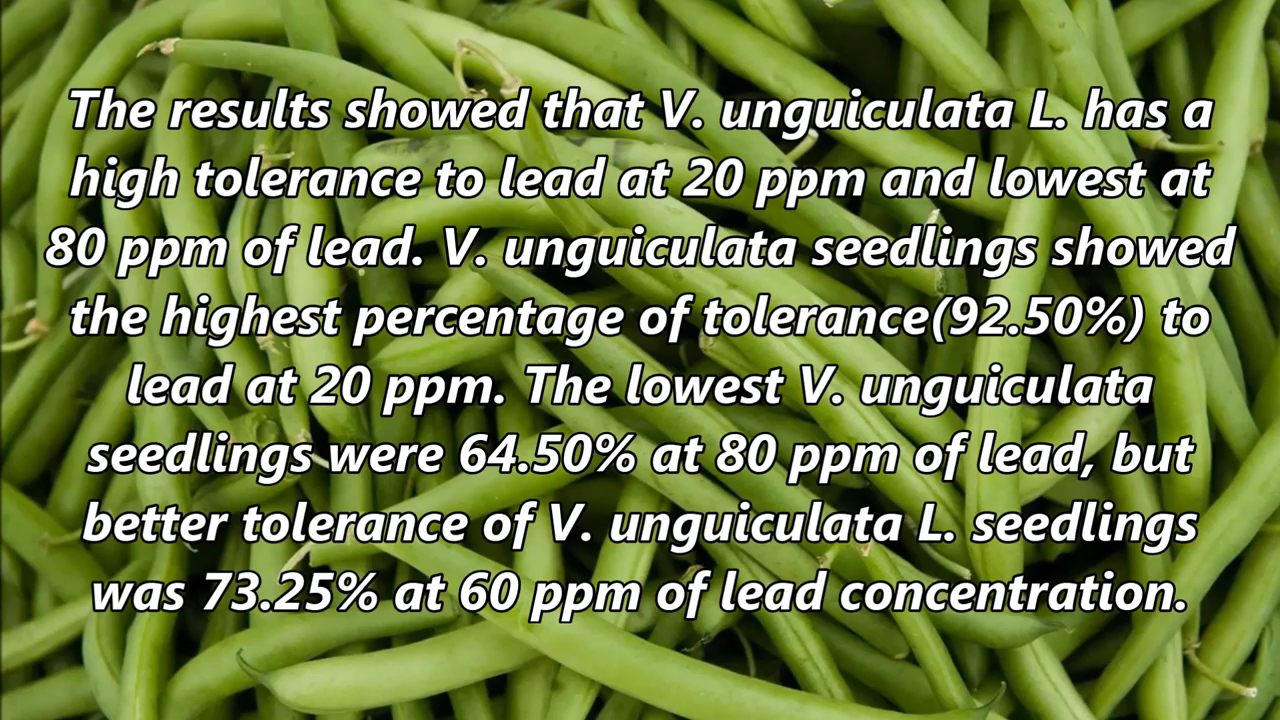 The results showed that V. unguiculata L. has a
high tolerance to lead at 20 ppm and lowest at
80 ppm of lead. V. unguiculata seedlings showed
the highest percentage of tolerance(92.50%) to
lead at 20 ppm. The lowest V. unguiculata
seedlings were 64.50% at 80 ppm of lead, but
better tolerance of V. unguiculata L. seedlings
was 73.25% at 60 ppm of lead concentration.